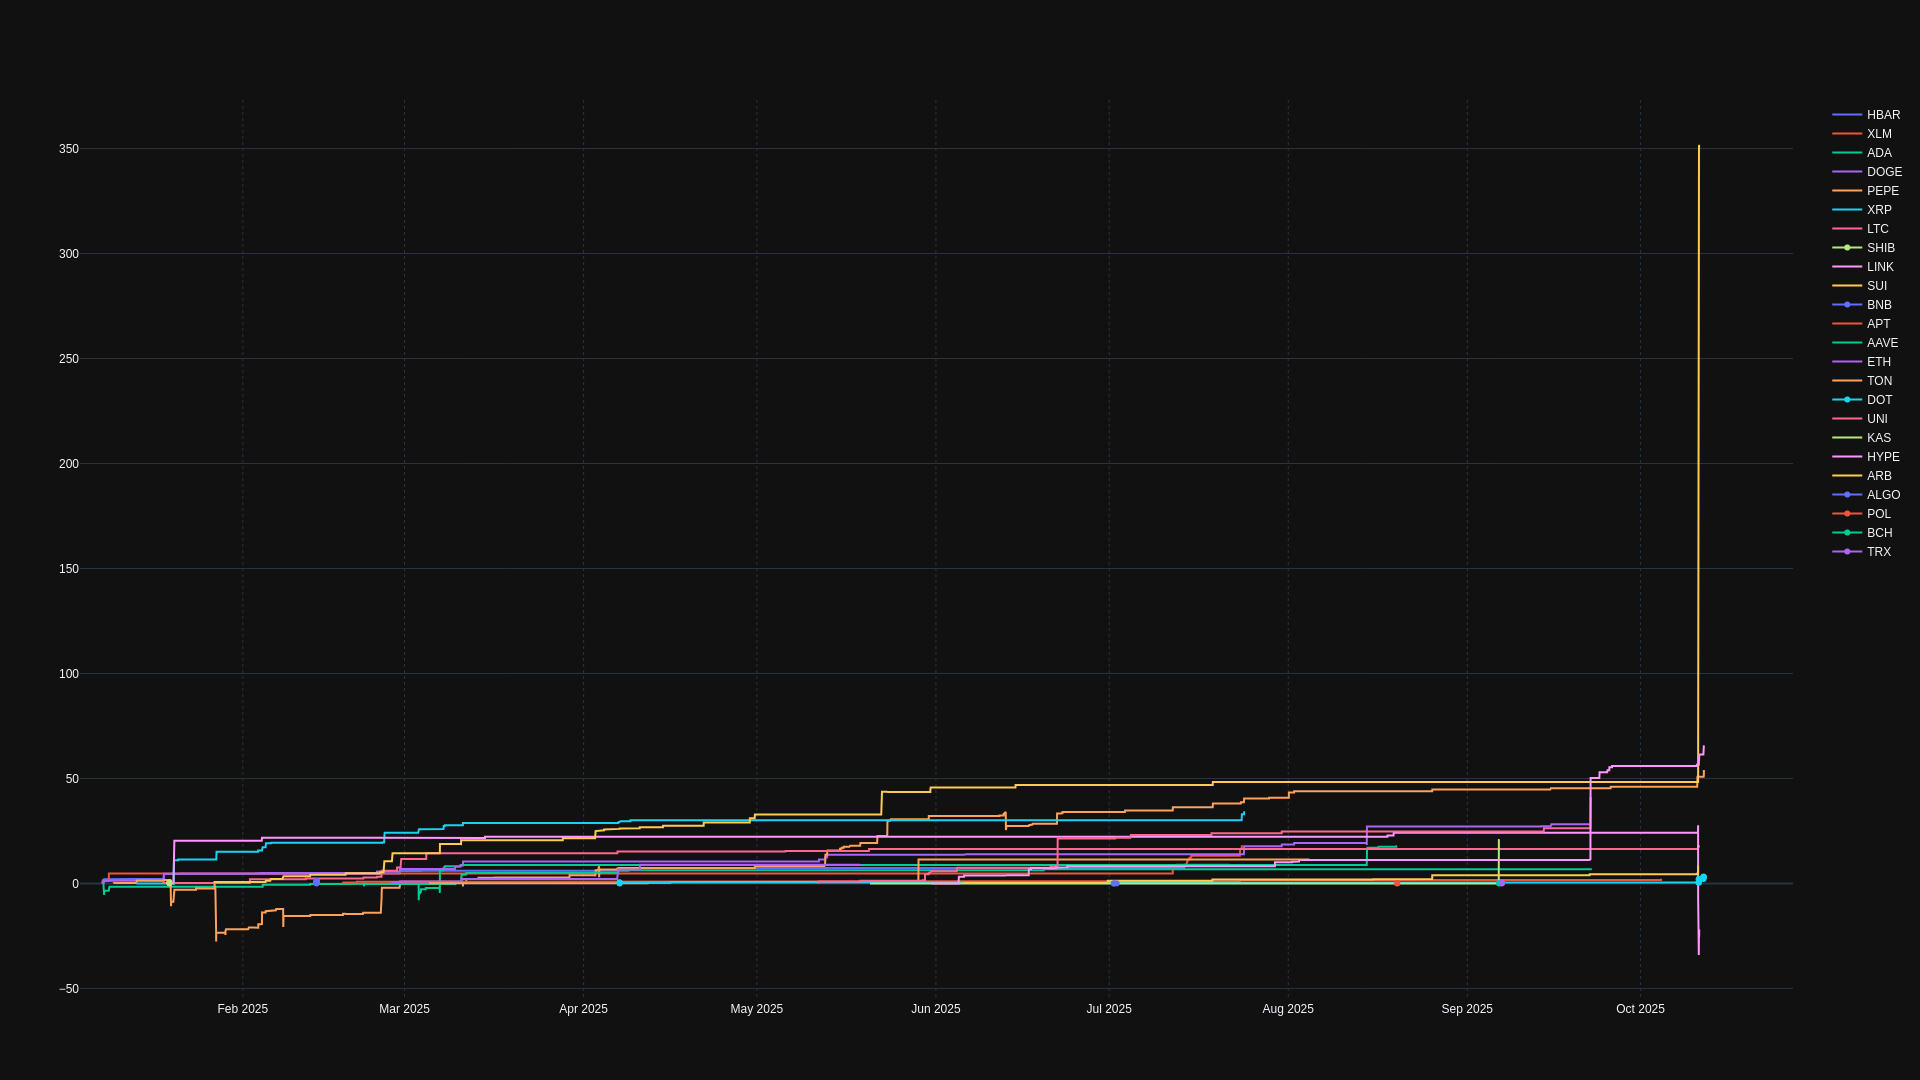 350
300
250
200
150
100
50
0
−50
Feb 2025
Mar 2025
Apr 2025
May 2025
Jun 2025
Jul 2025
Aug 2025
Sep 2025
Oct 2025
HBAR
XLM
ADA
DOGE
PEPE
XRP
LTC
SHIB
LINK
SUI
BNB
APT
AAVE
ETH
TON
DOT
UNI
KAS
HYPE
ARB
ALGO
POL
BCH
TRX